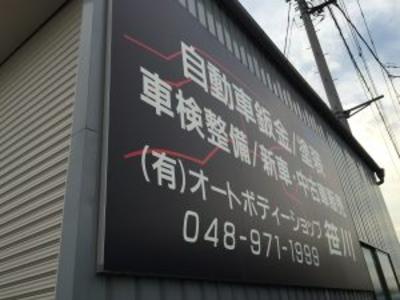 自動車鈑金/塗装
車検整備/新車・中古車販売
(有)オートボディーショップ 笹川
048-971-1999